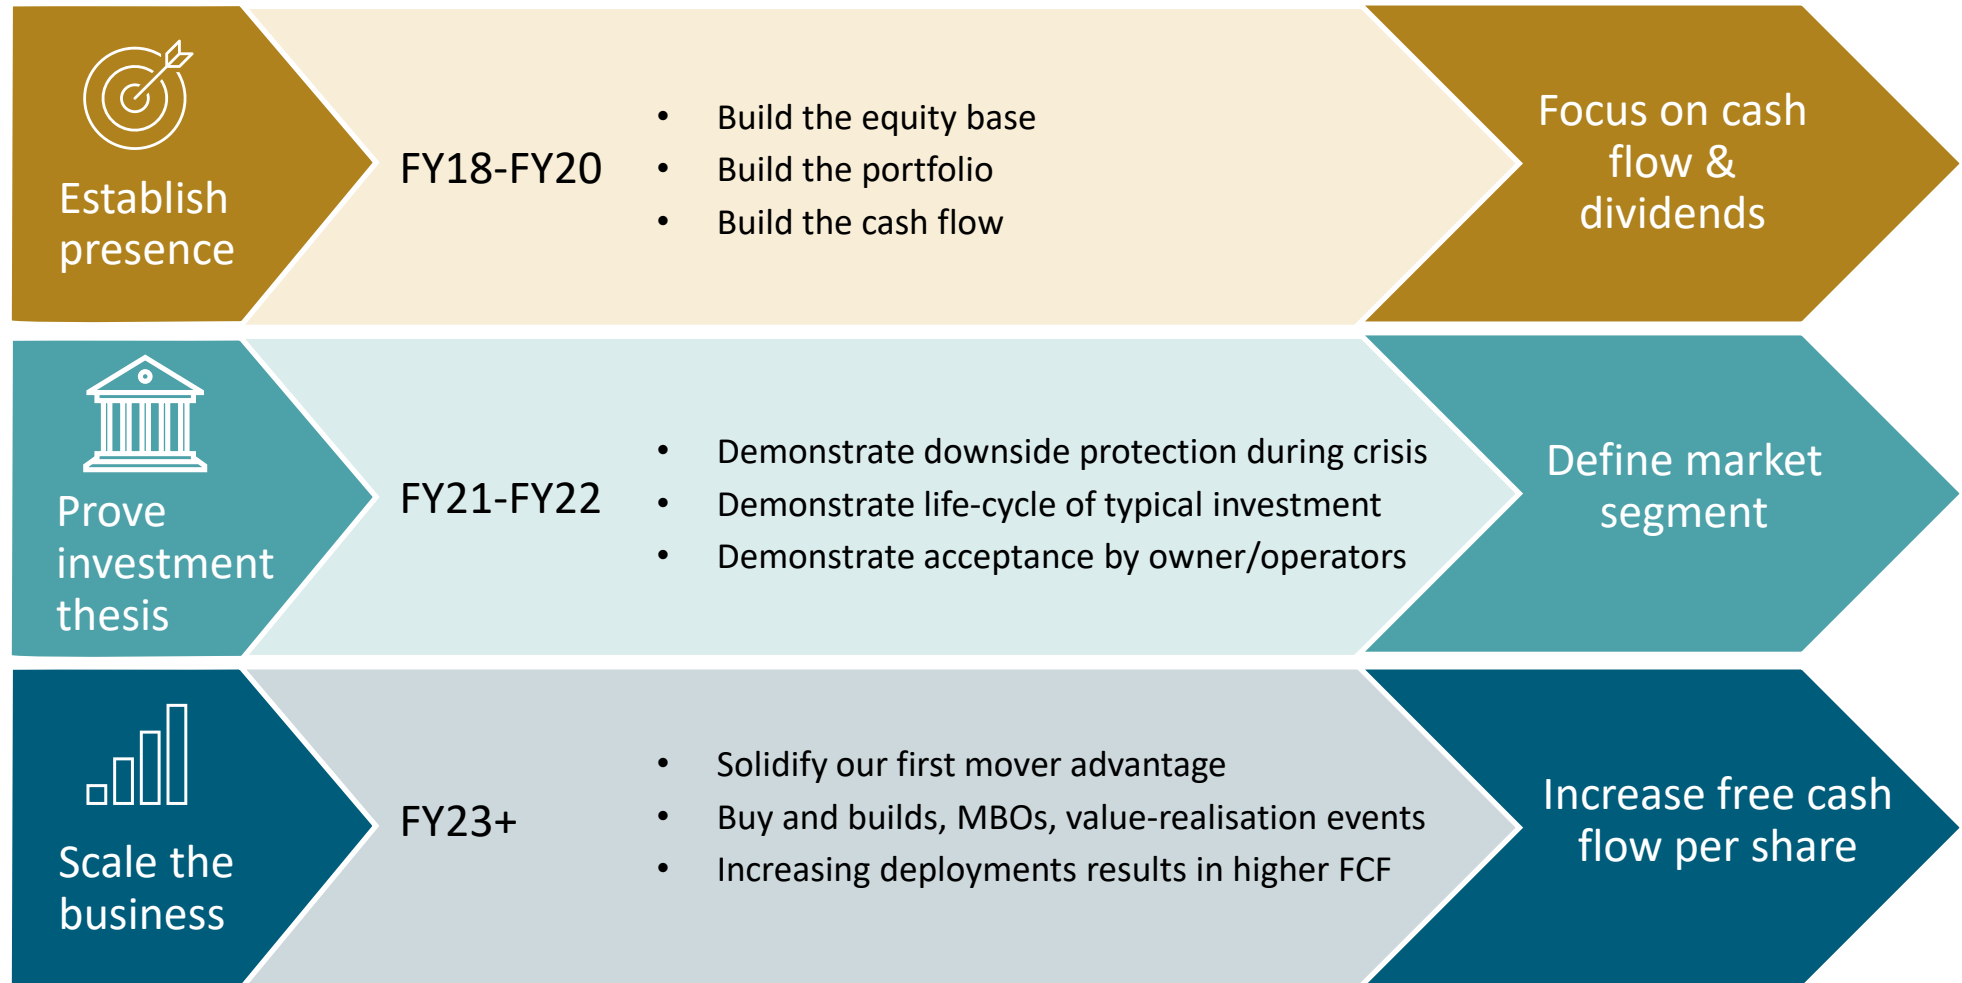 Establish
presence
FY18-FY20
• Build the equity base
• Build the portfolio
• Build the cash flow
Focus on cash
flow &
dividends
Prove
investment
thesis
FY21-FY22
• Demonstrate downside protection during crisis
• Demonstrate life-cycle of typical investment
• Demonstrate acceptance by owner/operators
Define market
segment
Scale the
business
FY23+
• Solidify our first mover advantage
• Buy and builds, MBOs, value-realisation events
• Increasing deployments results in higher FCF
Increase free cash
flow per share